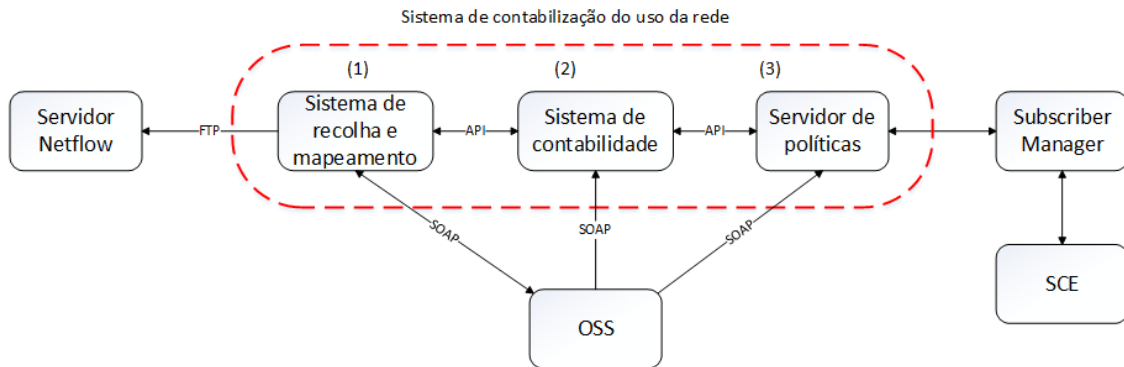 Sistema de contabilização do uso da rede
(1)
(2)
(3)
Servidor
Netflow
FTP
Sistema de
recolha e
mapeamento
API
Sistema de
contabilidade
API
Servidor de
políticas
Subscriber
Manager
SOAP
SOAP
SOAP
OSS
SCE